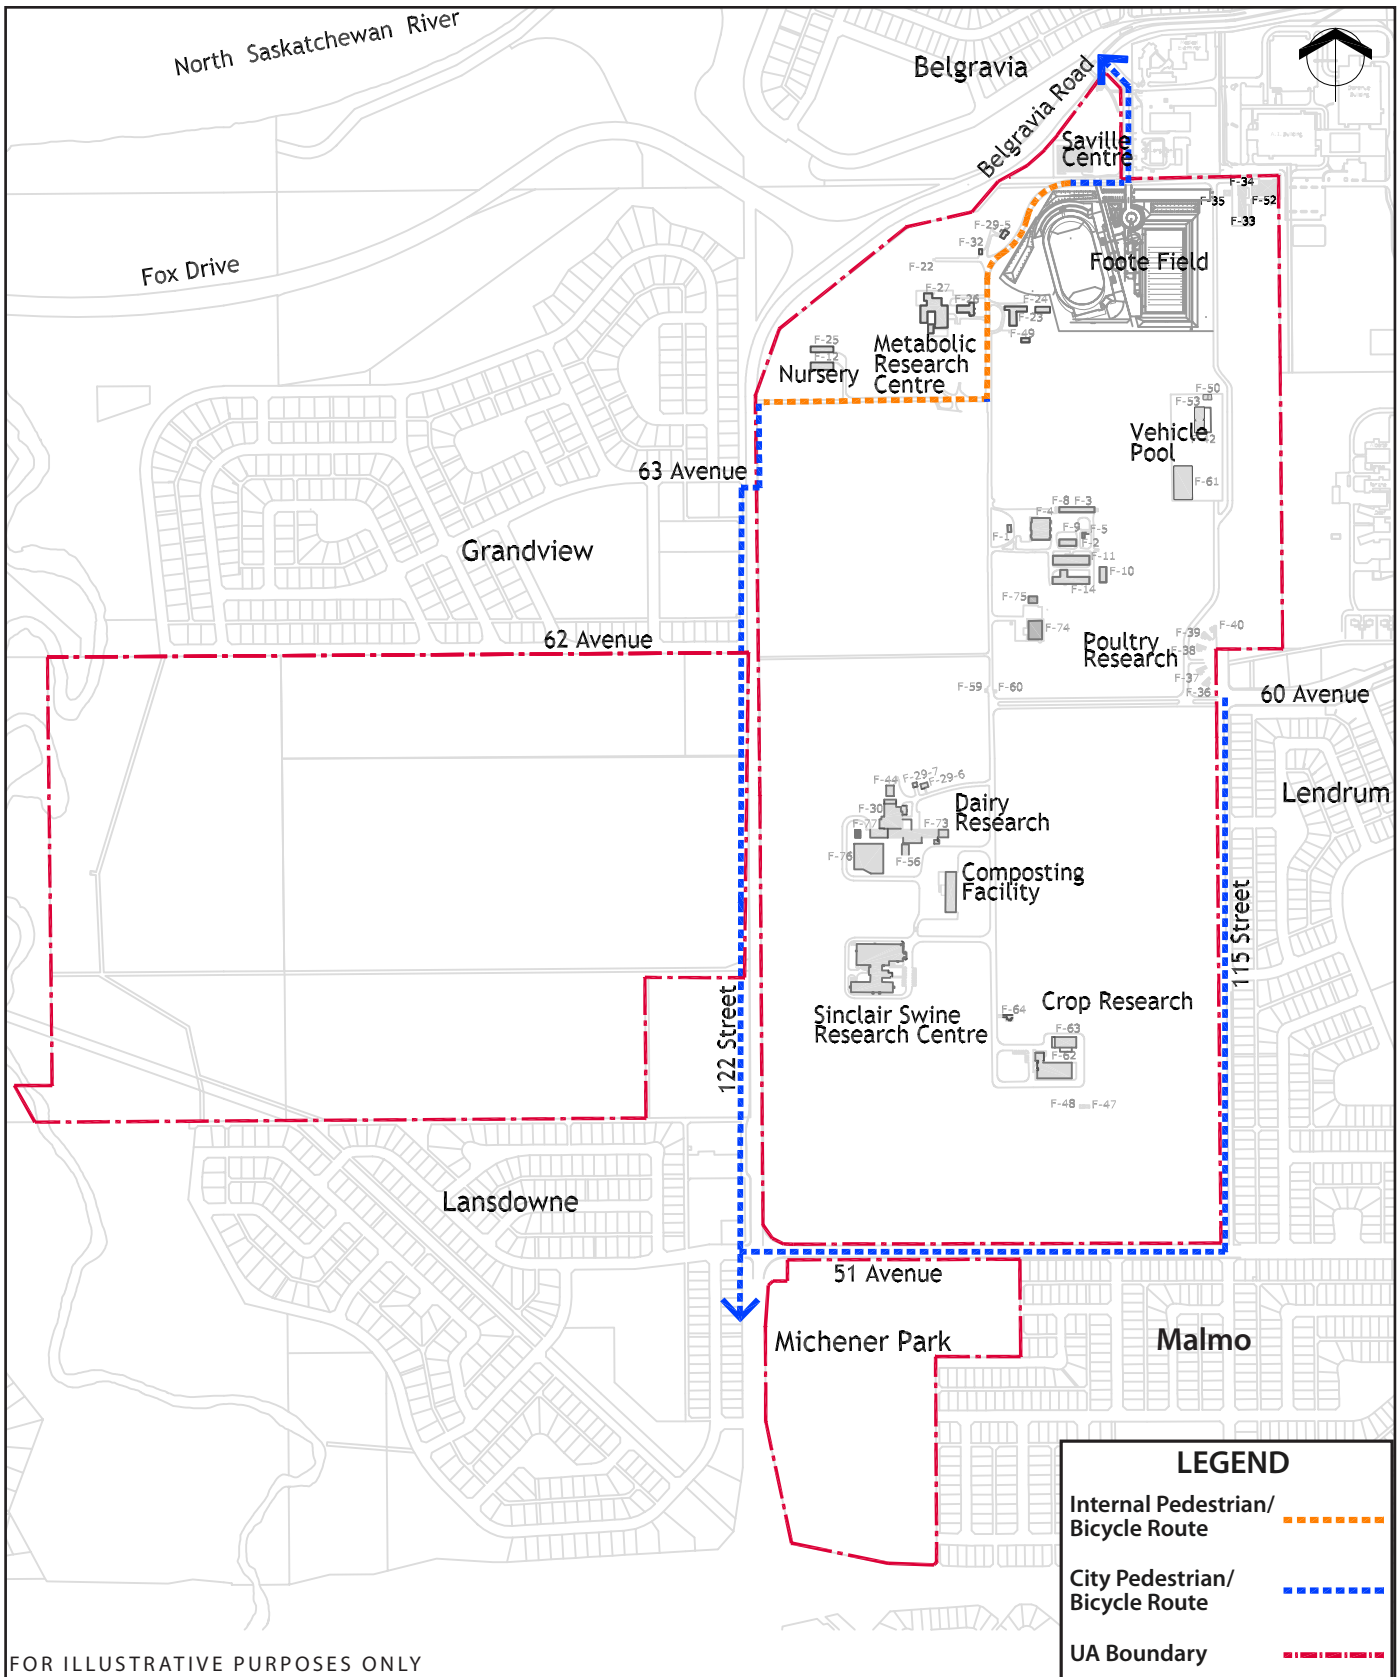 North Saskatchewan River
Belgravia
Belgravia Road
Saville
Centre
F-34
F-35
F-52
F-33
Fox Drive
F-29-5
F-32
F-22
Foote Field
F-27
F-26
F-24
F-23
F-49
F-25
F-12
Nursery
Metabolic
Research
Centre
F-50
F-53
Vehicle
Pool
63 Avenue
F-61
F-8 F-3
F-4
F-1
F-9
F-5
F-2
F-11
F-10
F-14
Grandview
F-75
F-74
62 Avenue
F-39
F-40
F-38
Poultry
Research
F-37
F-36
F-59
F-60
60 Avenue
F-44
F-29-7
F-29-6
F-30
F-77
F-73
F-76
F-56
Dairy
Research
Lendrum
Composting
Facility
115 Street
122 Street
Sinclair Swine
Research Centre
Crop Research
F-64
F-63
F-62
F-48
F-47
Lansdowne
51 Avenue
Michener Park
Malmo
LEGEND
Internal Pedestrian/
Bicycle Route
City Pedestrian/
Bicycle Route
UA Boundary
FOR ILLUSTRATIVE PURPOSES ONLY